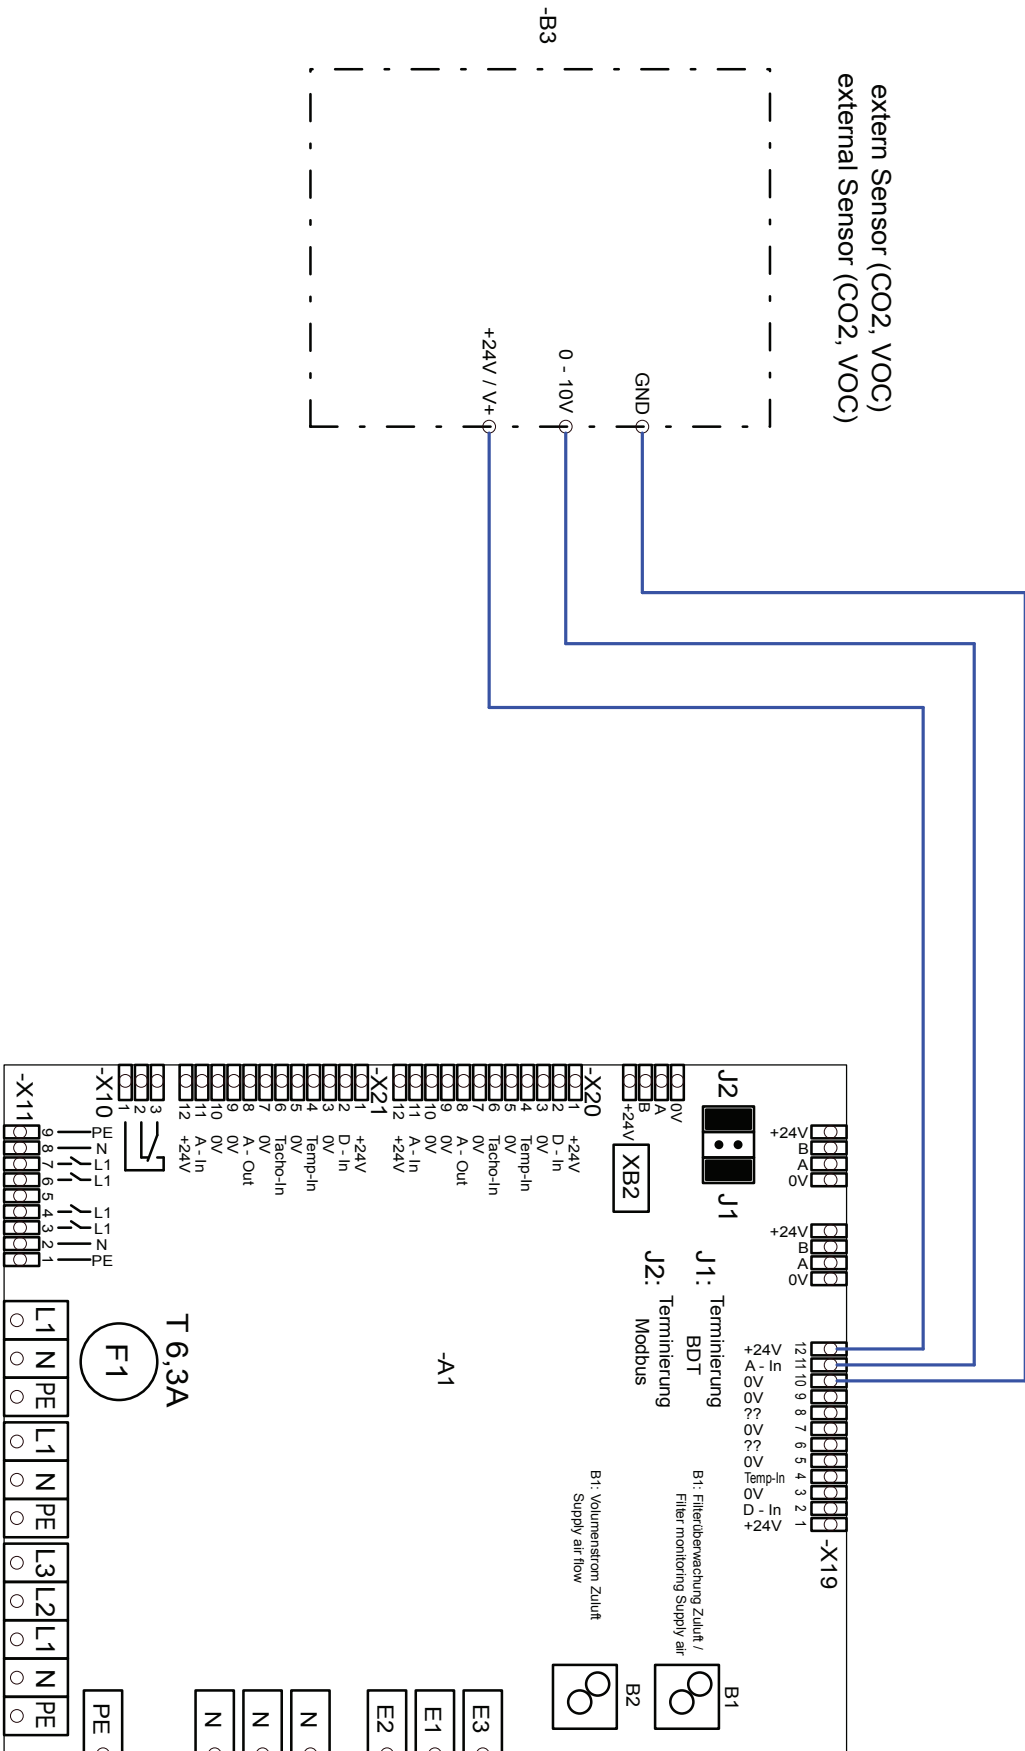 -B3
extern Sensor (CO2, VOC)
external Sensor (CO2, VOC)
+24V / V+
0 - 10V
GND
-X20
1 +24V
2 D - In
3 0V
4 Temp-In
5 0V
6 Tacho-In
7 0V
8 A - Out
9 0V
10 0V
11 A - In
12 +24V
-X21
1 +24V
2 D - In
3 0V
4 Temp-In
5 0V
6 Tacho-In
7 0V
8 A - Out
9 0V
10 0V
11 A - In
12 +24V
-X10
3
2
1
-X11
9 PE
8 N
7 L1
6 L1
5
4 L1
3 L1
2 N
1 PE
0V
A
B
+24V
XB2
J2
J1
+24V
B
A
0V
+24V
B
A
0V
J1: Terminierung
BDT
J2: Terminierung
Modbus
-A1
T 6,3A
F1
12 +24V
11 A - In
10 0V
9 0V
8 ??
7 0V
6 ??
5 0V
4 Temp-In
3 0V
2 D - In
1 +24V
-X19
B1: Filterüberwachung Zuluft /
Filter monitoring Supply air
B1: Volumenstrom Zuluft
Supply air flow
B1
B2
L1
N
PE
L1
N
PE
L3
L2
L1
N
PE
PE
N
N
N
E2
E1
E3